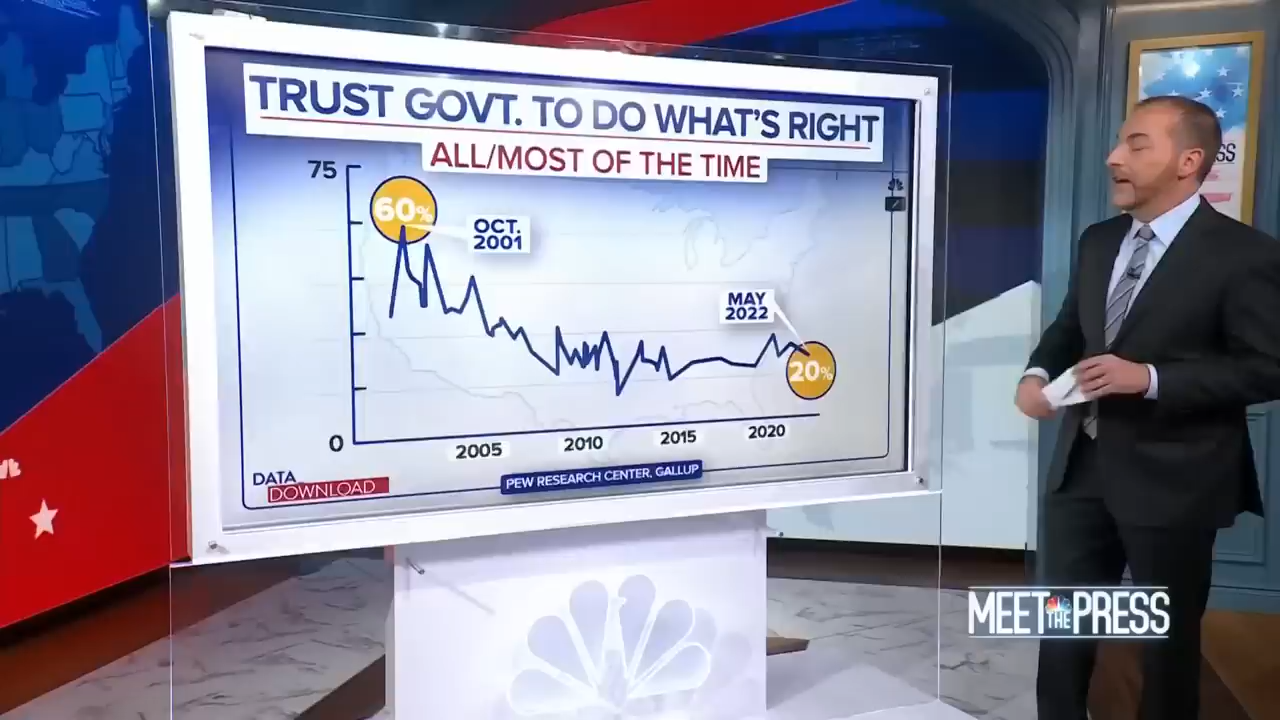 TRUST GOVT. TO DO WHAT'S RIGHT
ALL/MOST OF THE TIME
75
60%
OCT.
2001
MAY
2022
20%
0
2005
2010
2015
2020
DATA
DOWNLOAD
PEW RESEARCH CENTER, GALLUP
MEET THE PRESS